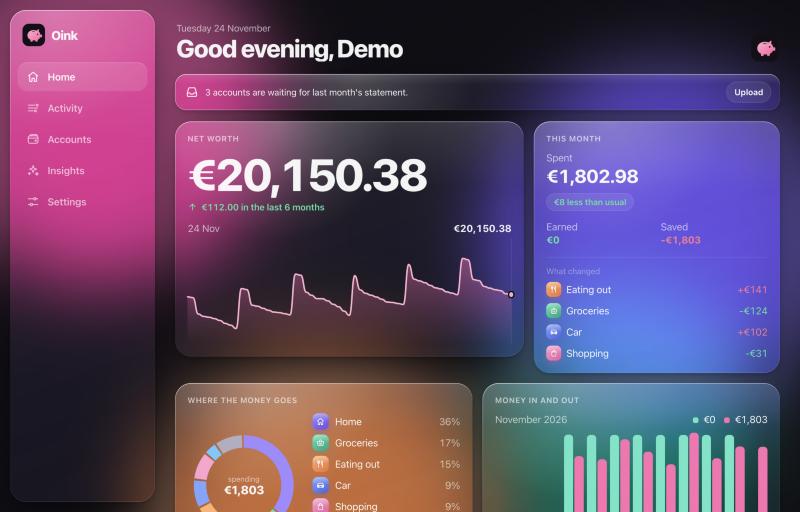 Oink
Home
Activity
Accounts
Insights
Settings
Tuesday 24 November
Good evening, Demo
3 accounts are waiting for last month's statement.
Upload
NET WORTH
€20,150.38
↑ €112.00 in the last 6 months
24 Nov
€20,150.38
THIS MONTH
Spent
€1,802.98
€8 less than usual
Earned
Saved
€0
-€1,803
What changed
Eating out +€141
Groceries -€124
Car +€102
Shopping -€31
WHERE THE MONEY GOES
spending
€1,803
Home 36%
Groceries 17%
Eating out 15%
Car 9%
Shopping 9%
MONEY IN AND OUT
November 2026
€0
€1,803